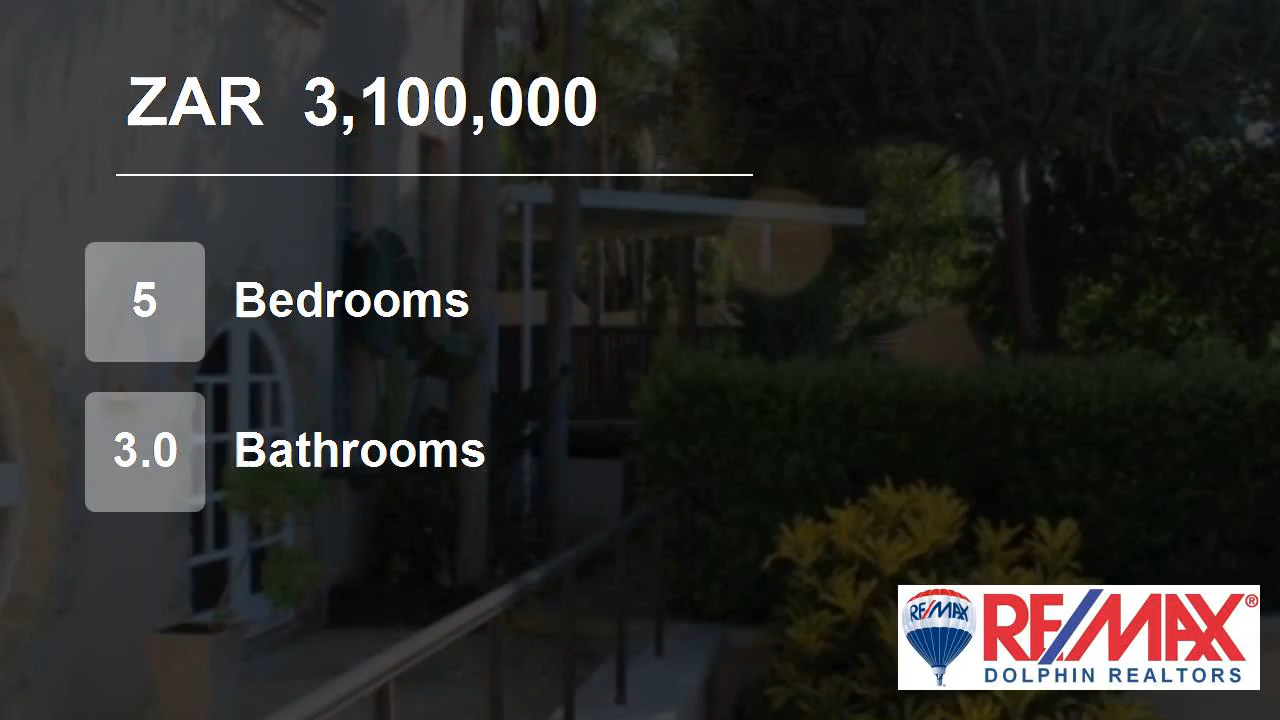 ZAR 3,100,000
5 Bedrooms
3.0 Bathrooms
RE/MAX
RE/MAX®
DOLPHIN REALTORS